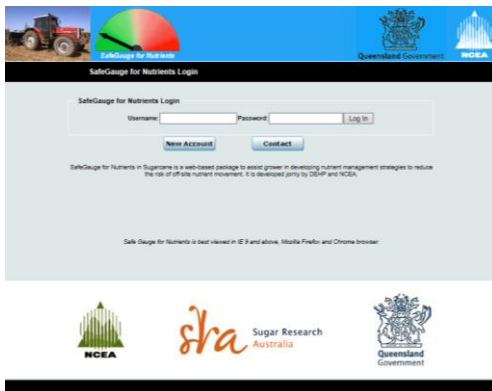 SafeGauge for Nutrients
Queensland Government
NCEA
SafeGauge for Nutrients Login
SafeGauge for Nutrients Login
Username: Password: Log In
New Account Contact
SafeGauge for Nutrients in Sugarcane is a web-based package to assist grower in developing nutrient management strategies to reduce
the risk of off-site nutrient movement. It is developed jointly by DEHP and NCEA.
Safe Gauge for Nutrients is best viewed in IE 9 and above, Mozilla Firefox and Chrome browser.
NCEA
sra
Sugar Research
Australia
Queensland
Government